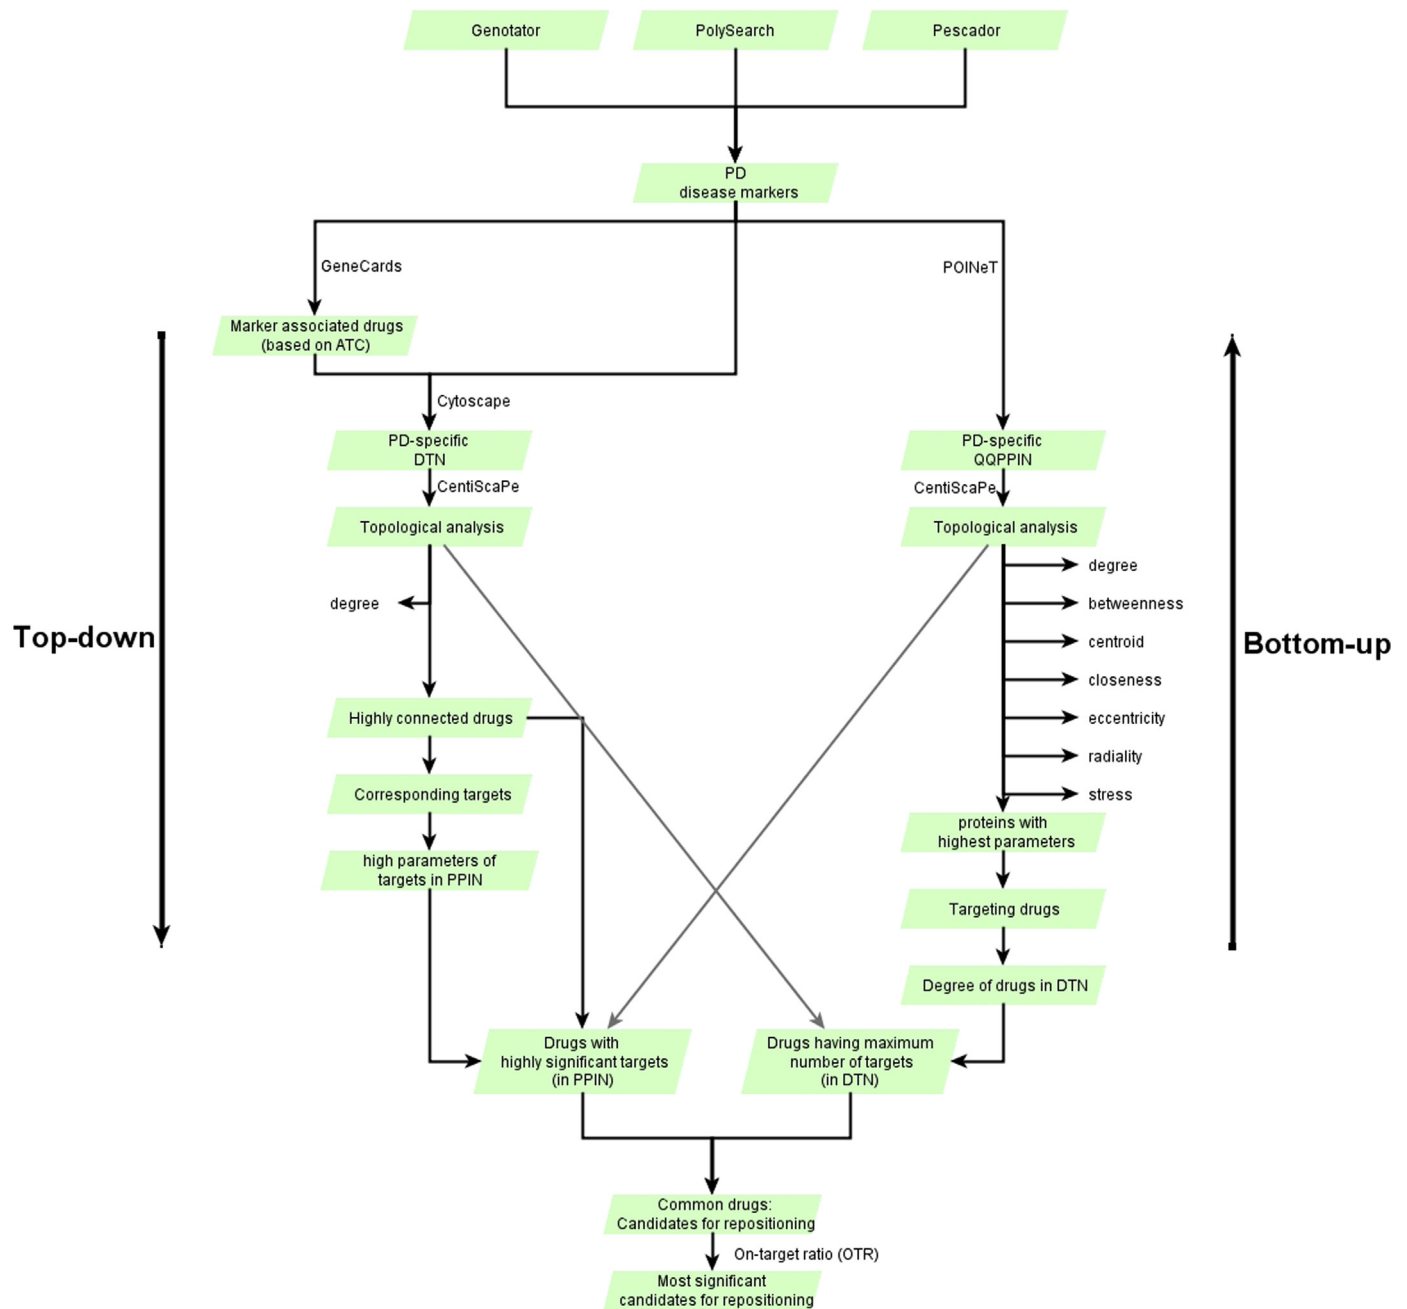 Genotator
PolySearch
Pescador
PD
disease markers
GeneCards
POINeT
Marker associated drugs
(based on ATC)
Cytoscape
PD-specific
DTN
PD-specific
QQPPIN
CentiScaPe
CentiScaPe
Topological analysis
Topological analysis
degree
degree
betweenness
centroid
closeness
eccentricity
radiality
stress
Top-down
Bottom-up
Highly connected drugs
Corresponding targets
high parameters of
targets in PPIN
proteins with
highest parameters
Targeting drugs
Degree of drugs in DTN
Drugs with
highly significant targets
(in PPIN)
Drugs having maximum
number of targets
(in DTN)
Common drugs:
Candidates for repositioning
On-target ratio (OTR)
Most significant
candidates for repositioning